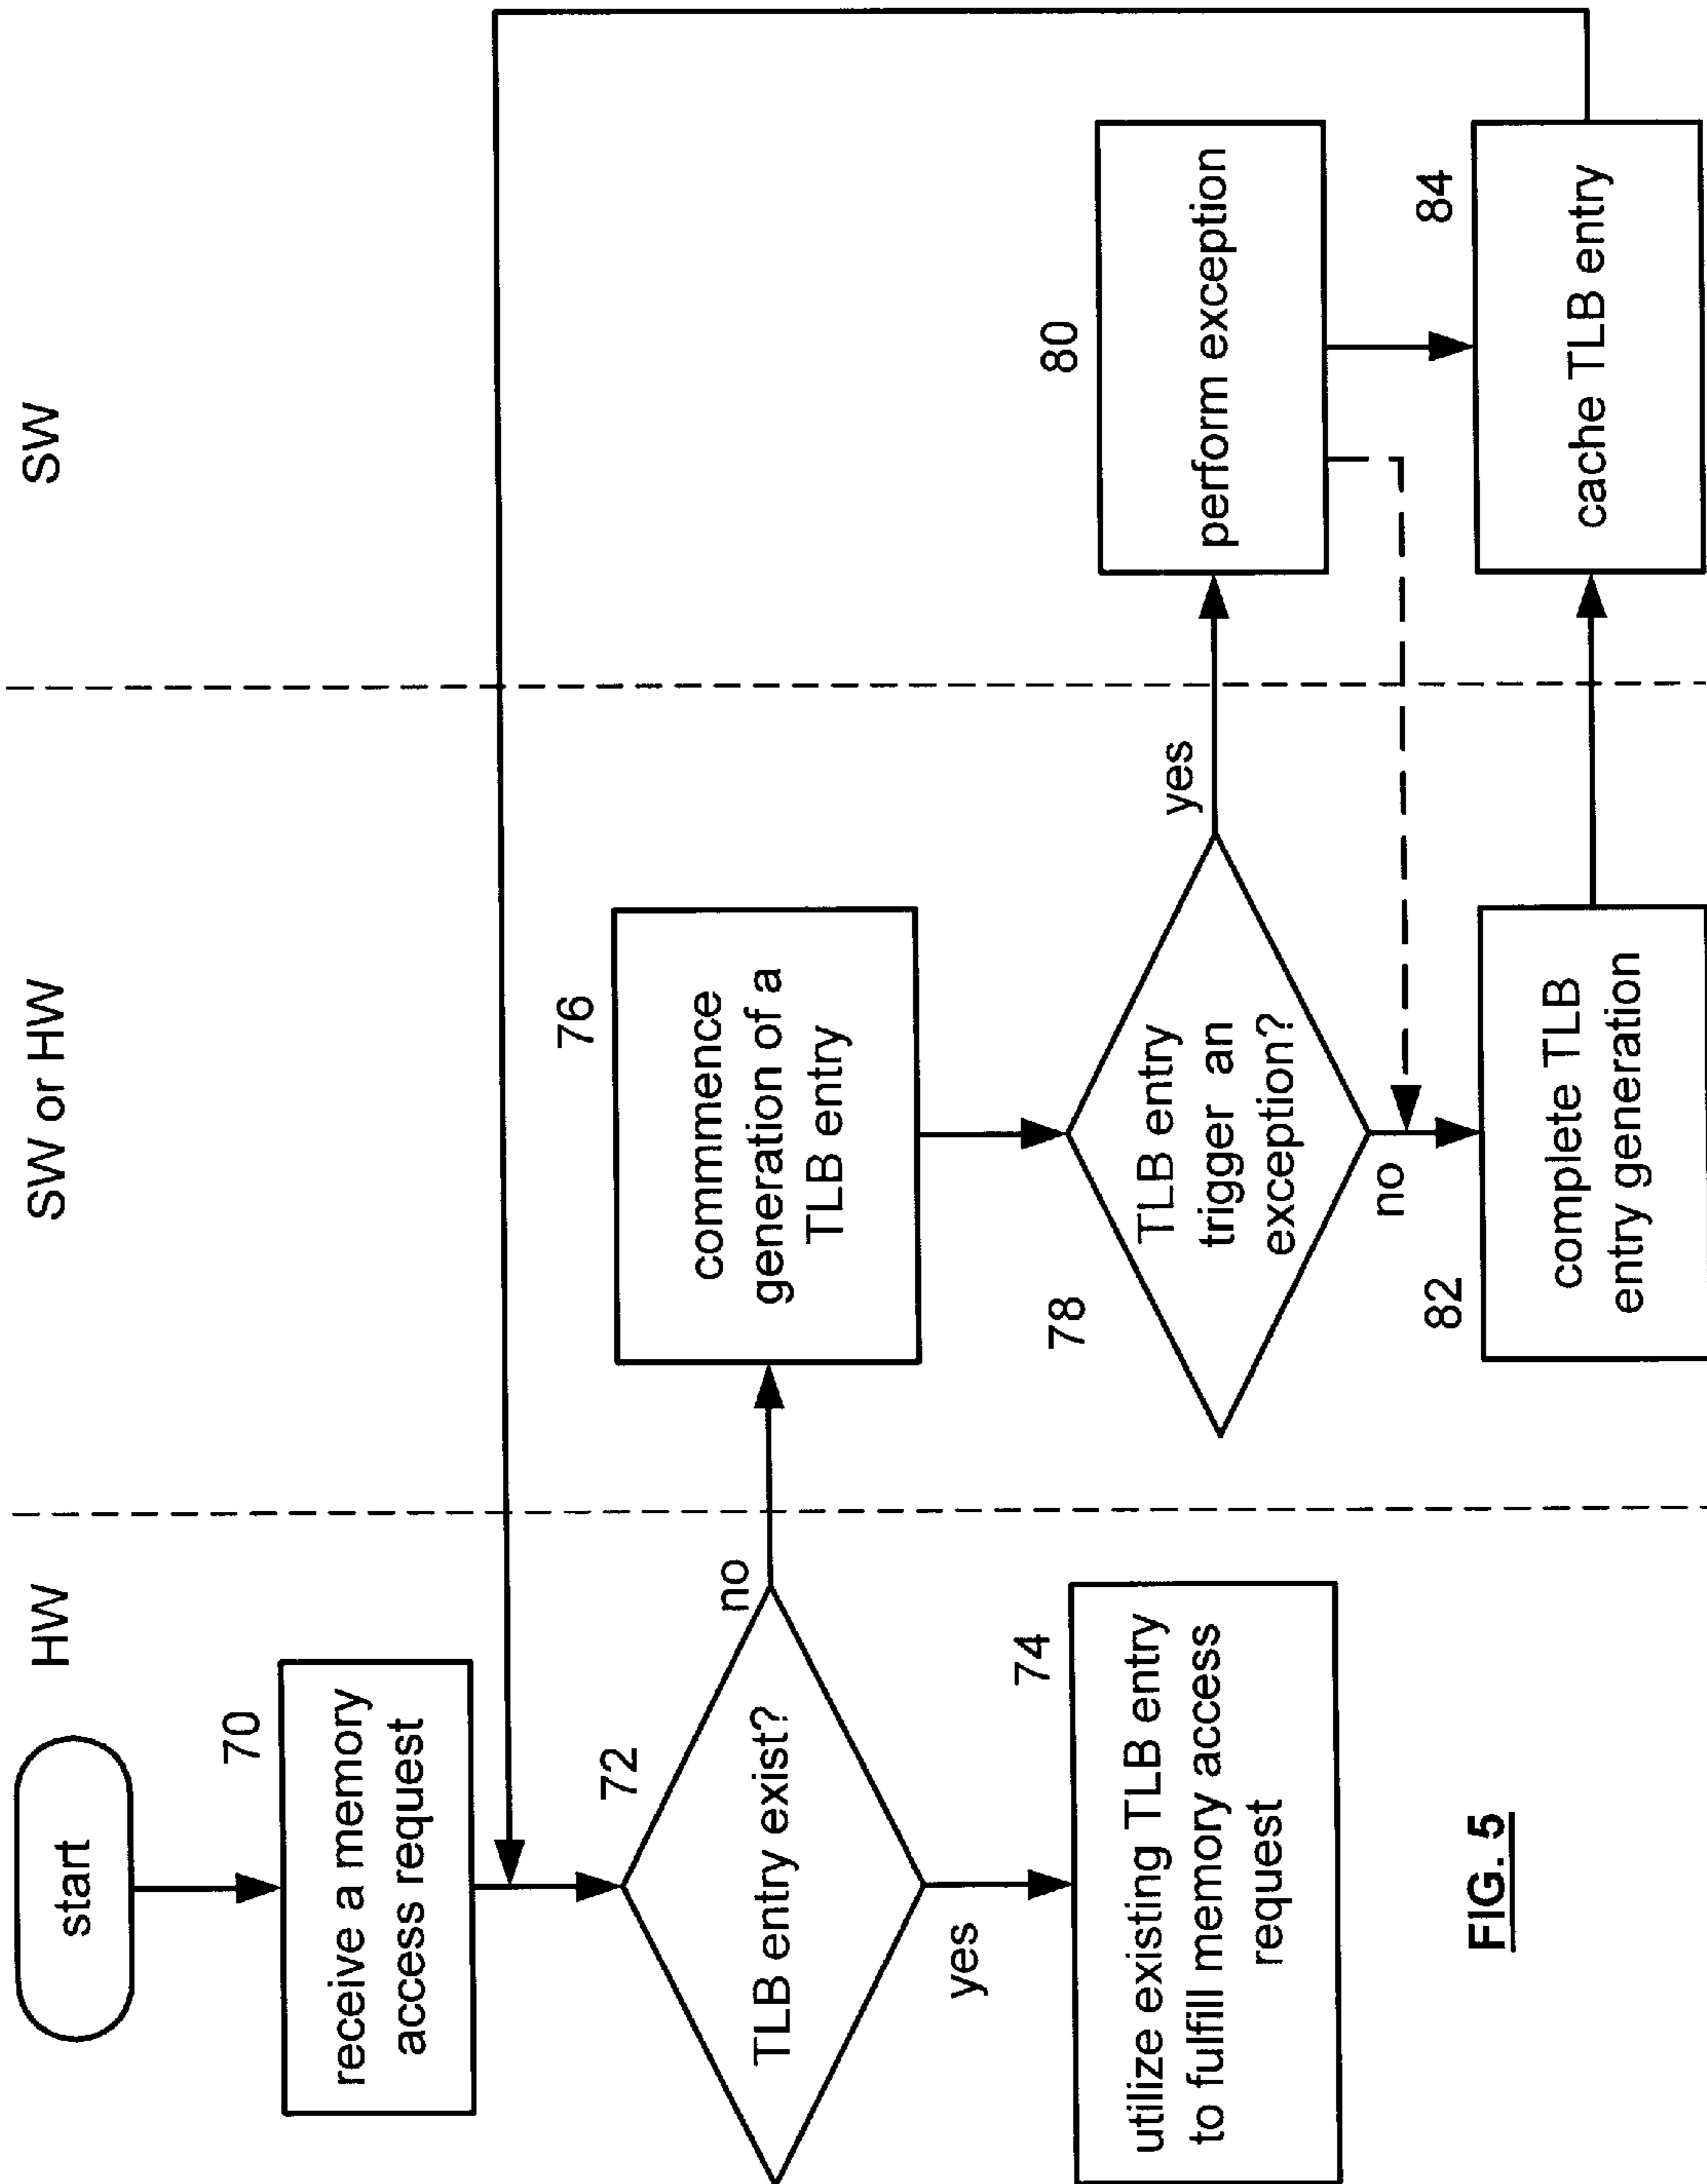 HW
SW or HW
SW
start
70
receive a memory
access request
72
TLB entry exist?
no
yes
74
utilize existing TLB entry
to fulfill memory access
request
76
commence
generation of a
TLB entry
78
TLB entry
trigger an
exception?
yes
no
80
perform exception
82
complete TLB
entry generation
84
cache TLB entry
FIG. 5